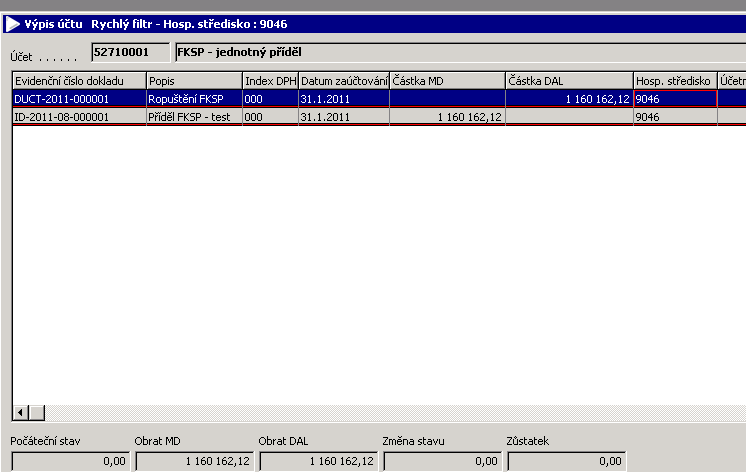 Výpis účtu Rychlý filtr - Hosp. středisko : 9046
Účet . . . . . . 52710001 FKSP - jednotný příděl
Evidenční číslo dokladu Popis Index DPH Datum zaúčtování Částka MD Částka DAL Hosp. středisko Účetn
DUCT-2011-000001 Ropuštění FKSP 000 31.1.2011 1 160 162,12 9046
ID-2011-08-000001 Příděl FKSP - test 000 31.1.2011 1 160 162,12 9046
Počáteční stav Obrat MD Obrat DAL Změna stavu Zůstatek
0,00 1 160 162,12 1 160 162,12 0,00 0,00